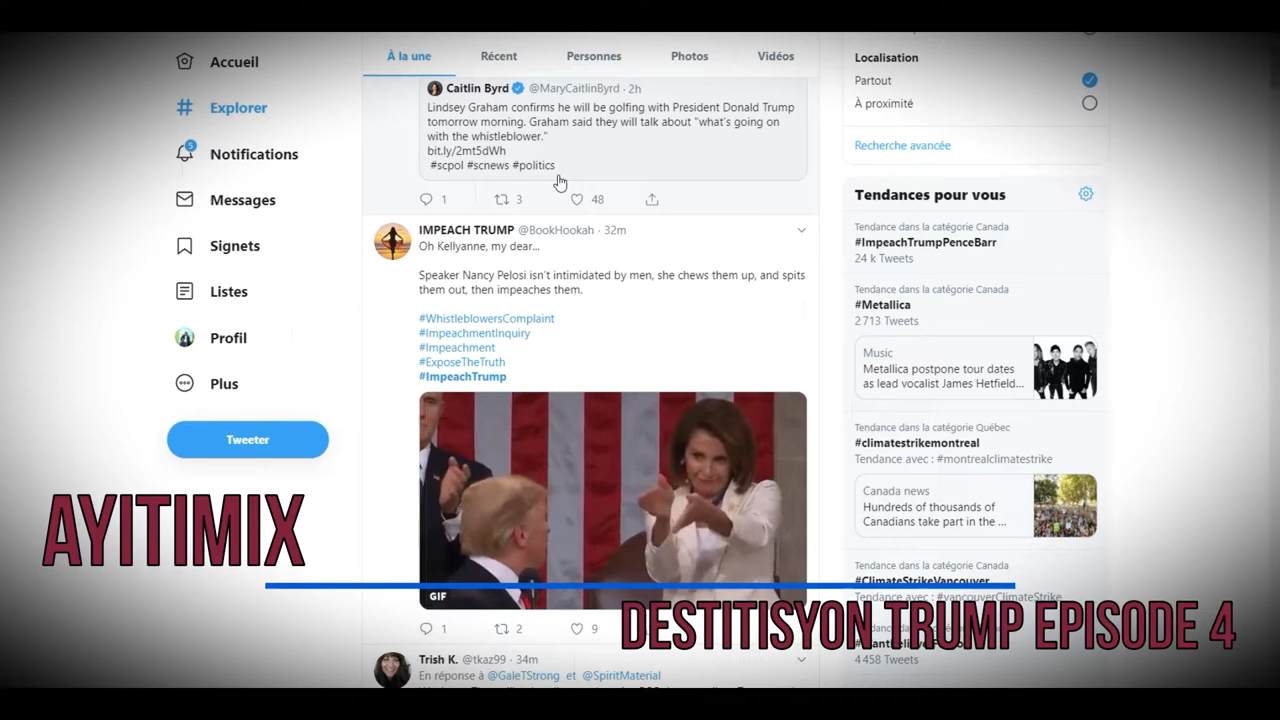 Accueil
Explorer
5
Notifications
Messages
Signets
Listes
Profil
Plus
Tweeter
À la une
Récent
Personnes
Photos
Vidéos
Caitlin Byrd @MaryCaitlinByrd · 2h
Lindsey Graham confirms he will be golfing with President Donald Trump
tomorrow morning. Graham said they will talk about "what's going on
with the whistleblower."
bit.ly/2mt5dWh
#scpol #scnews #politics
1
3
48
IMPEACH TRUMP @BookHookah · 32m
Oh Kellyanne, my dear...
Speaker Nancy Pelosi isn't intimidated by men, she chews them up, and spits
them out, then impeaches them.
#WhistleblowersComplaint
#ImpeachmentInquiry
#Impeachment
#ExposeTheTruth
#ImpeachTrump
GIF
1
2
9
Trish K. @tkaz99 · 34m
En réponse à @GaleTStrong et @SpiritMaterial
Localisation
Partout
À proximité
Recherche avancée
Tendances pour vous
Tendance dans la catégorie Canada
#ImpeachTrumpPenceBarr
24 k Tweets
Tendance dans la catégorie Canada
#Metallica
2 713 Tweets
Music
Metallica postpone tour dates
as lead vocalist James Hetfield...
Tendance dans la catégorie Québec
#climatestrikemontreal
Tendance avec : #montrealclimatestrike
Canada news
Hundreds of thousands of
Canadians take part in the ...
Tendance dans la catégorie Canada
#ClimateStrikeVancouver
Tendance avec : #vancouverClimateStrike
4 458 Tweets
AYITIMIX
DESTITISYON TRUMP EPISODE 4